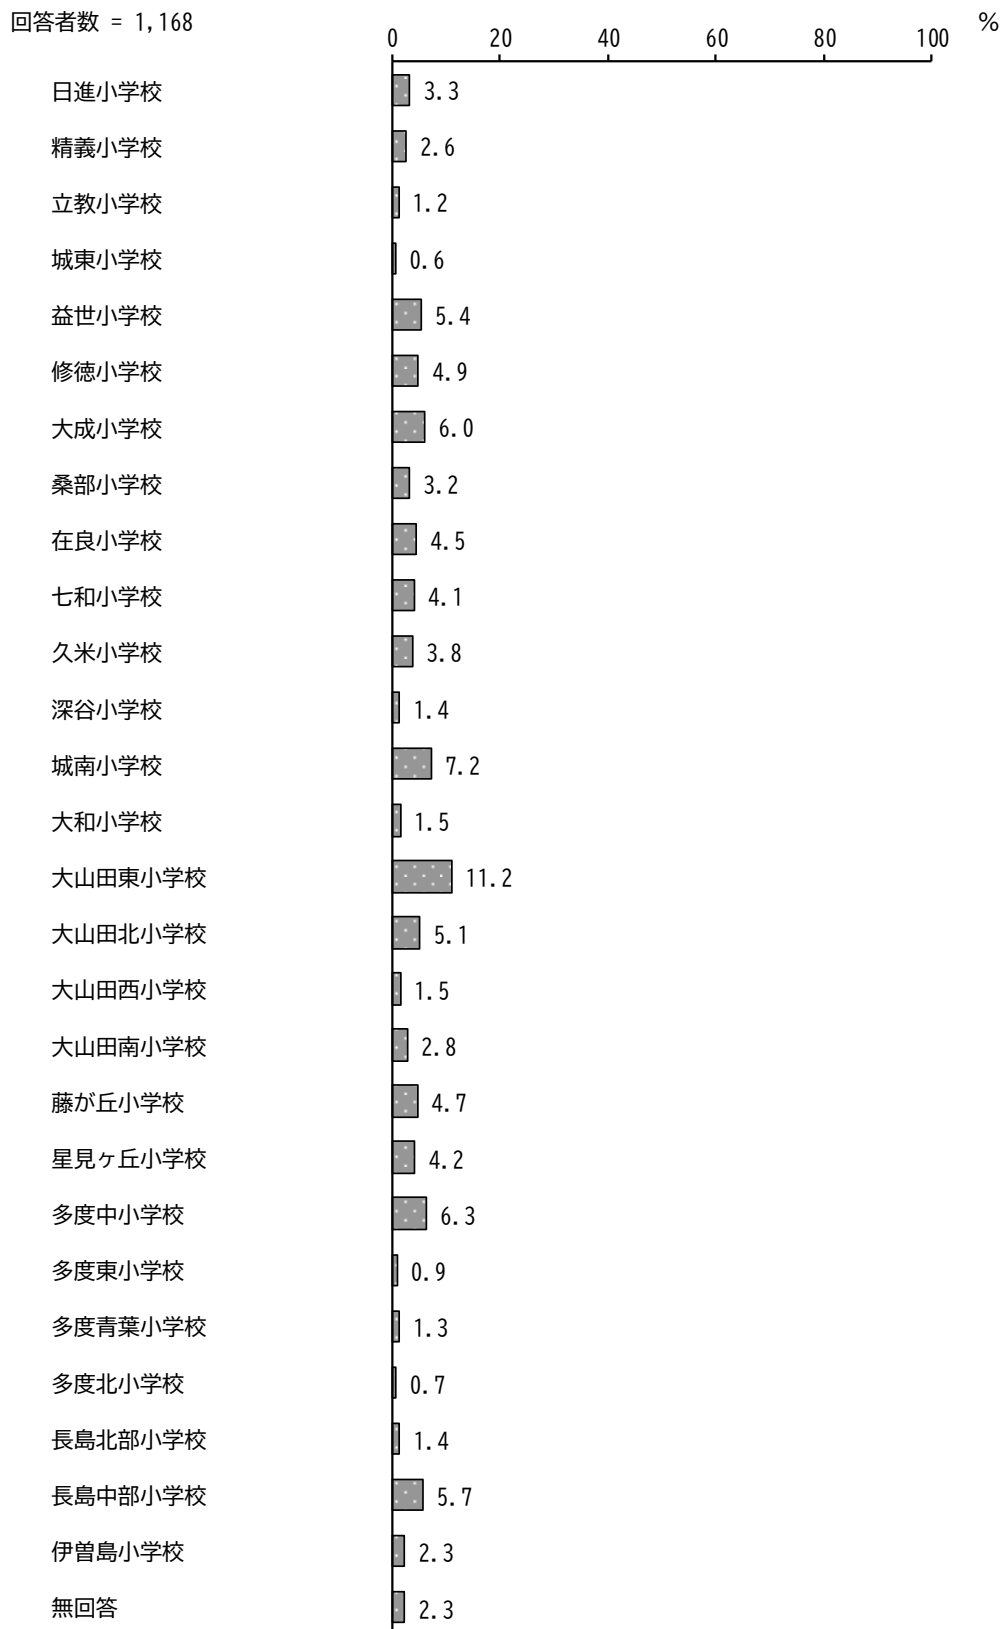 回答者数 = 1,168
0 20 40 60 80 100 %
日進小学校 3.3
精義小学校 2.6
立教小学校 1.2
城東小学校 0.6
益世小学校 5.4
修徳小学校 4.9
大成小学校 6.0
桑部小学校 3.2
在良小学校 4.5
七和小学校 4.1
久米小学校 3.8
深谷小学校 1.4
城南小学校 7.2
大和小学校 1.5
大山田東小学校 11.2
大山田北小学校 5.1
大山田西小学校 1.5
大山田南小学校 2.8
藤が丘小学校 4.7
星見ヶ丘小学校 4.2
多度中小学校 6.3
多度東小学校 0.9
多度青葉小学校 1.3
多度北小学校 0.7
長島北部小学校 1.4
長島中部小学校 5.7
伊曽島小学校 2.3
無回答 2.3